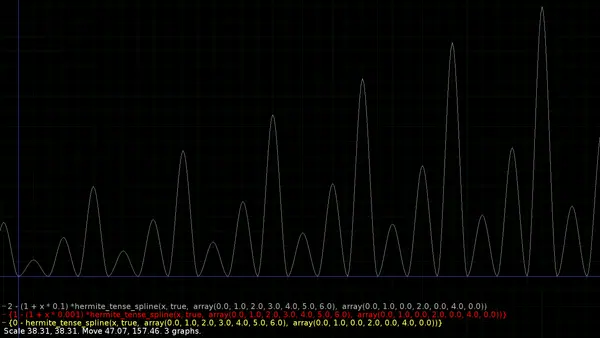 ~2 - (1 + x * 0.1) *hermite_tense_spline(x, true,  array(0.0, 1.0, 2.0, 3.0, 4.0, 5.0, 6.0),  array(0.0, 1.0, 0.0, 2.0, 0.0, 4.0, 0.0))
~ {1 - (1 + x * 0.001) *hermite_tense_spline(x, true,  array(0.0, 1.0, 2.0, 3.0, 4.0, 5.0, 6.0),  array(0.0, 1.0, 0.0, 2.0, 0.0, 4.0, 0.0))}
~ {0 - hermite_tense_spline(x, true,  array(0.0, 1.0, 2.0, 3.0, 4.0, 5.0, 6.0),  array(0.0, 1.0, 0.0, 2.0, 0.0, 4.0, 0.0))}
Scale 38.31, 38.31. Move 47.07, 157.46. 3 graphs.